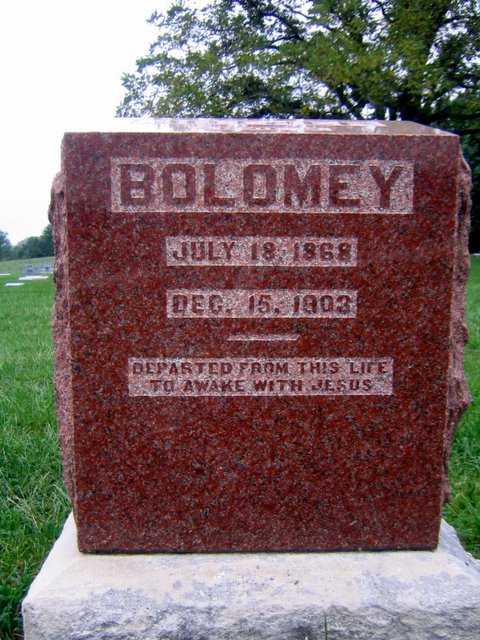 BOLOMEY
JULY 18, 1868
DEC. 15, 1903
DEPARTED FROM THIS LIFE
TO AWAKE WITH JESUS